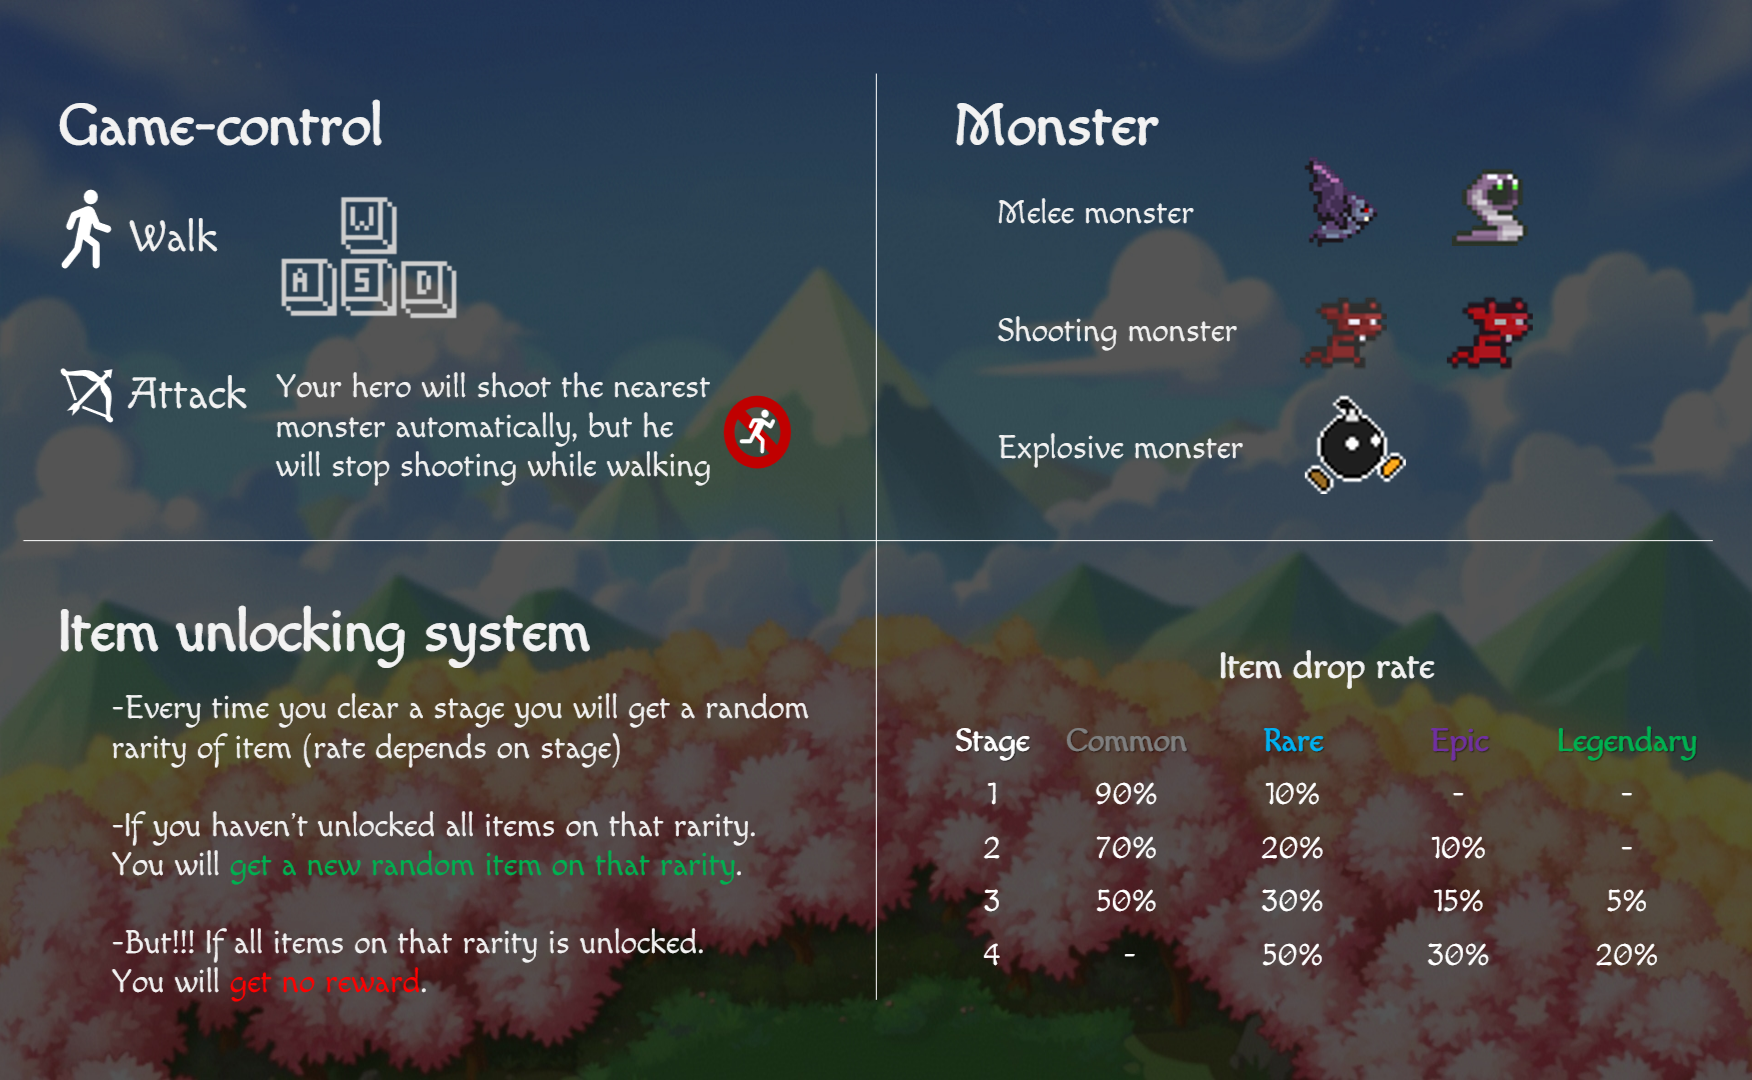 Game-control
Walk
W
A S D
Attack
Your hero will shoot the nearest
monster automatically, but he
will stop shooting while walking
Monster
Melee monster
Shooting monster
Explosive monster
Item unlocking system
-Every time you clear a stage you will get a random
rarity of item (rate depends on stage)
-If you haven't unlocked all items on that rarity.
You will get a new random item on that rarity.
-But!!! If all items on that rarity is unlocked.
You will get no reward.
Item drop rate
Stage Common Rare Epic Legendary
1 90% 10% - -
2 70% 20% 10% -
3 50% 30% 15% 5%
4 - 50% 30% 20%